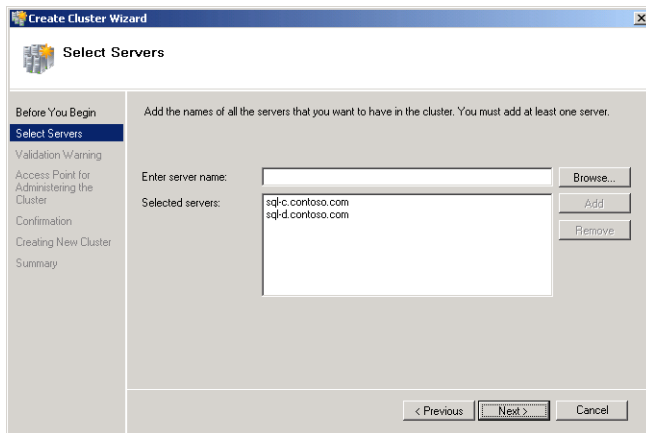 Create Cluster Wizard
Select Servers
Before You Begin
Select Servers
Validation Warning
Access Point for
Administering the
Cluster
Confirmation
Creating New Cluster
Summary
Add the names of all the servers that you want to have in the cluster. You must add at least one server.
Enter server name:
Browse...
Selected servers:
sql-c.contoso.com
sql-d.contoso.com
Add
Remove
< Previous
Next >
Cancel